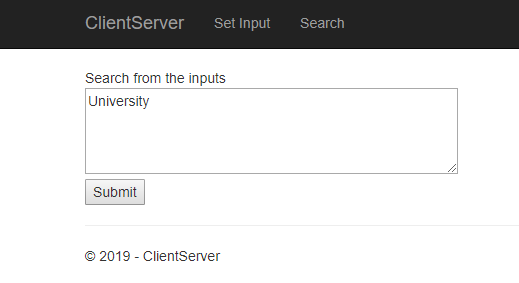 ClientServer Set Input Search
Search from the inputs
University
Submit
© 2019 - ClientServer